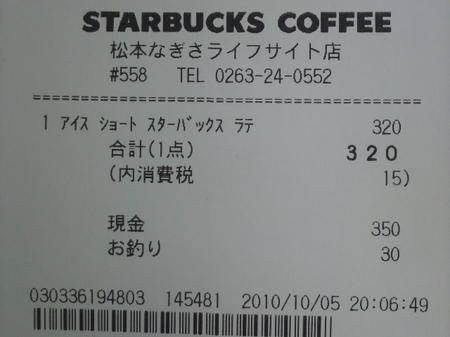 STARBUCKS COFFEE
松本なぎさライフサイト店
#558 TEL 0263-24-0552
========================================
1 ｱｲｽ ｼｮｰﾄ ｽﾀｰﾊﾞｯｸｽ ﾗﾃ 320
合計(1点) 320
(内消費税 15)
現金 350
お釣り 30
030336194803 145481 2010/10/05 20:06:49